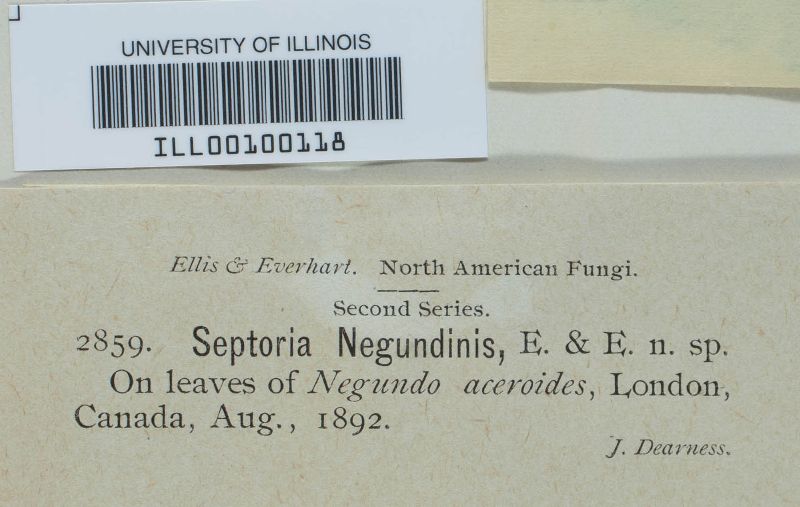 UNIVERSITY OF ILLINOIS
ILL00100118
Ellis & Everhart. North American Fungi.
Second Series.
2859. Septoria Negundinis, E. & E. n. sp.
On leaves of Negundo aceroides, London,
Canada, Aug., 1892.
J. Dearness.